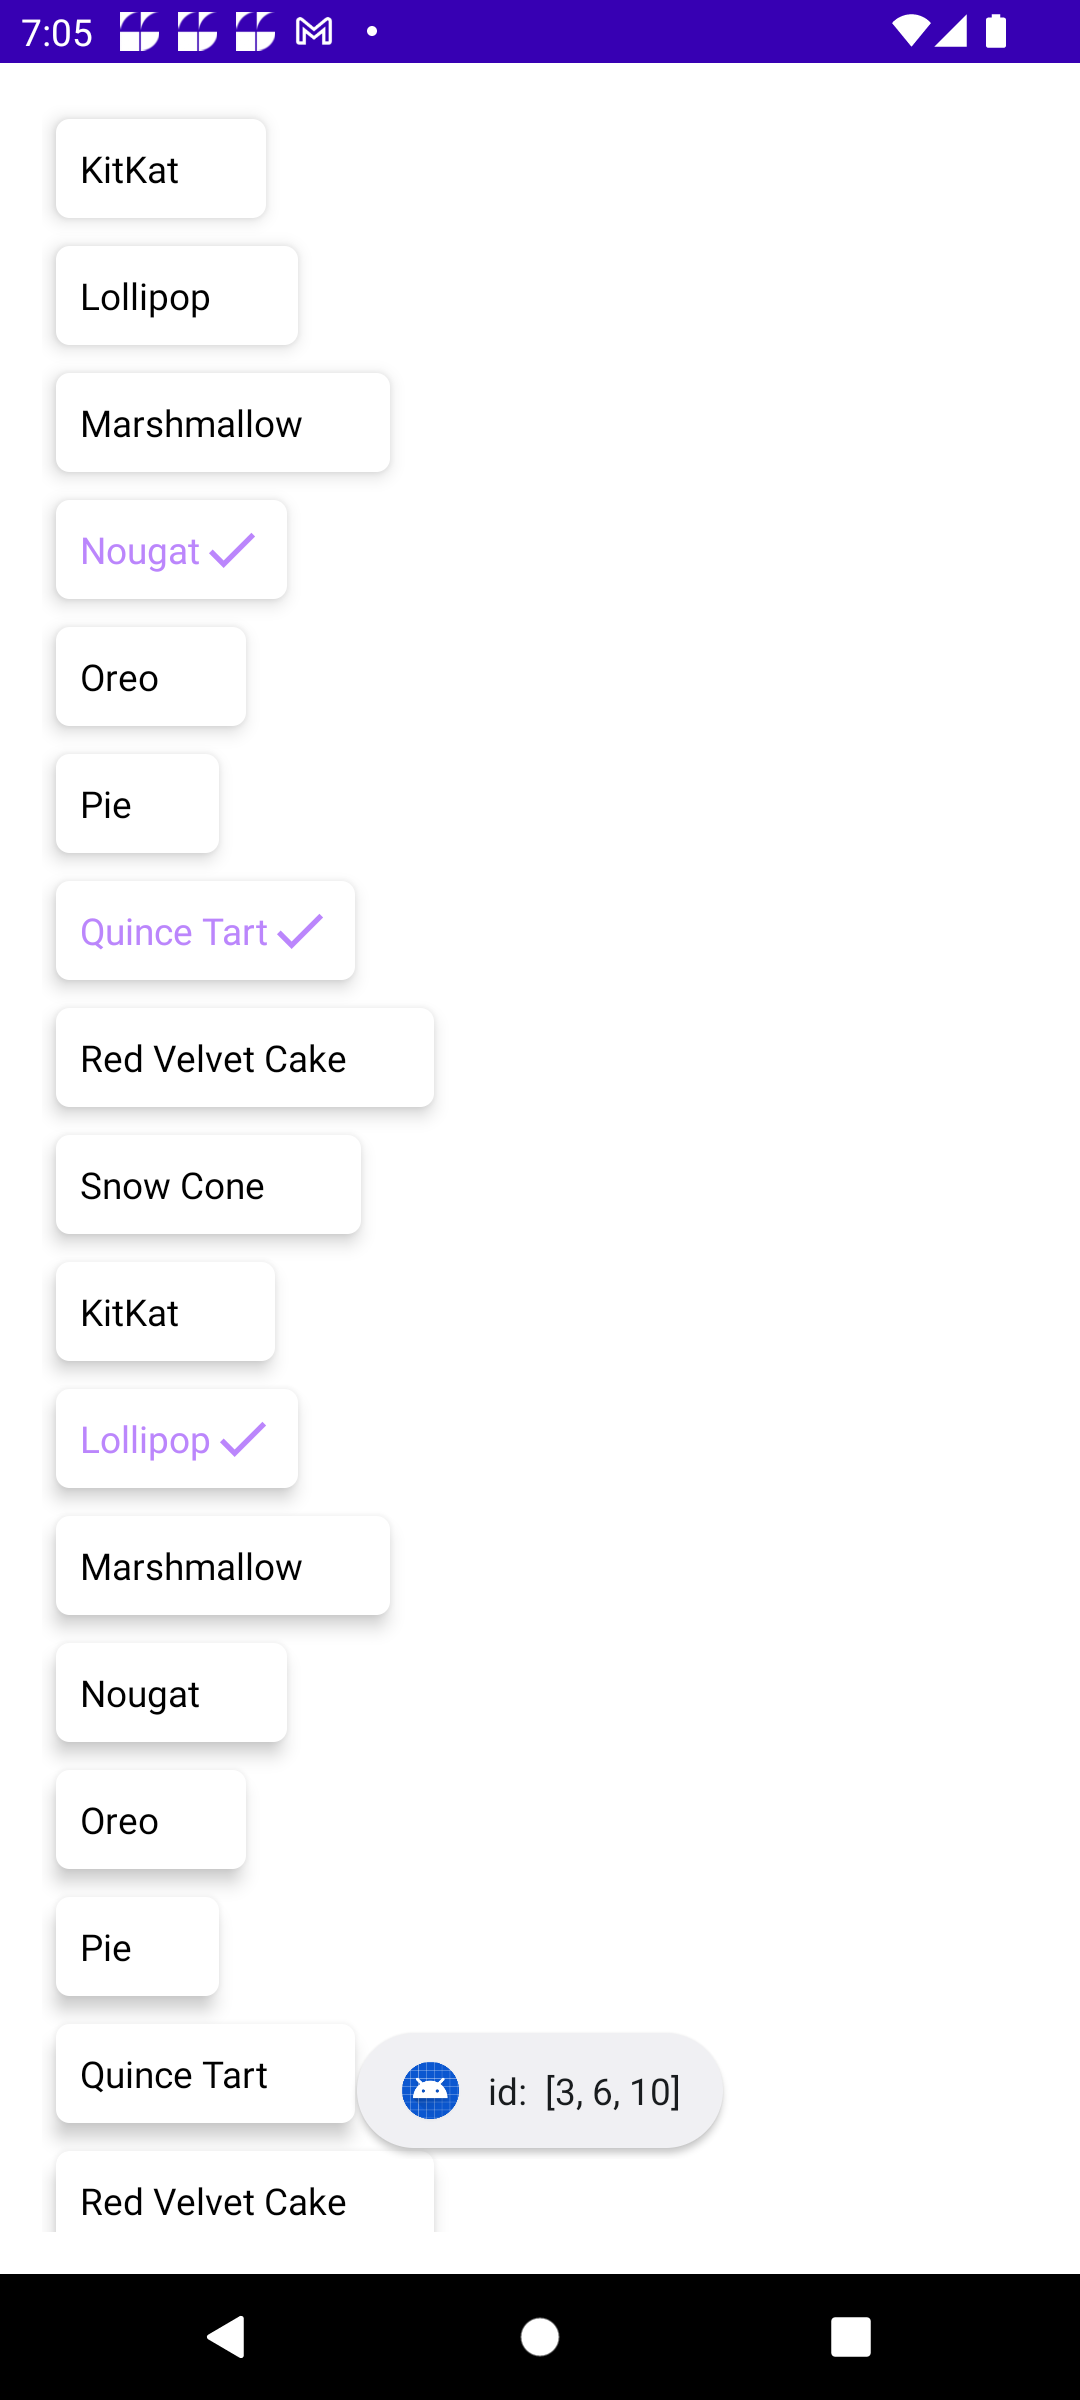 7:05
KitKat
Lollipop
Marshmallow
Nougat
Oreo
Pie
Quince Tart
Red Velvet Cake
Snow Cone
KitKat
Lollipop
Marshmallow
Nougat
Oreo
Pie
Quince Tart
id: [3, 6, 10]
Red Velvet Cake